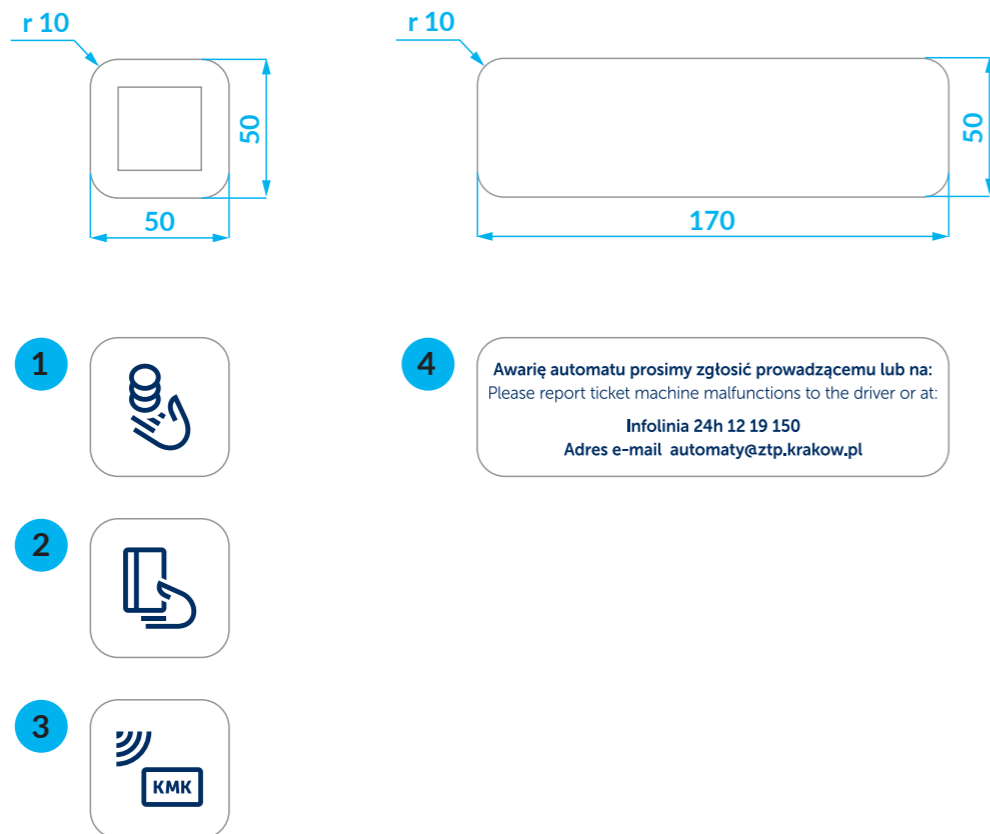 r 10
50
50
r 10
50
170
1
2
3
KMK
4
Awarię automatu prosimy zgłosić prowadzącemu lub na:
Please report ticket machine malfunctions to the driver or at:
Infolinia 24h 12 19 150
Adres e-mail automaty@ztp.krakow.pl